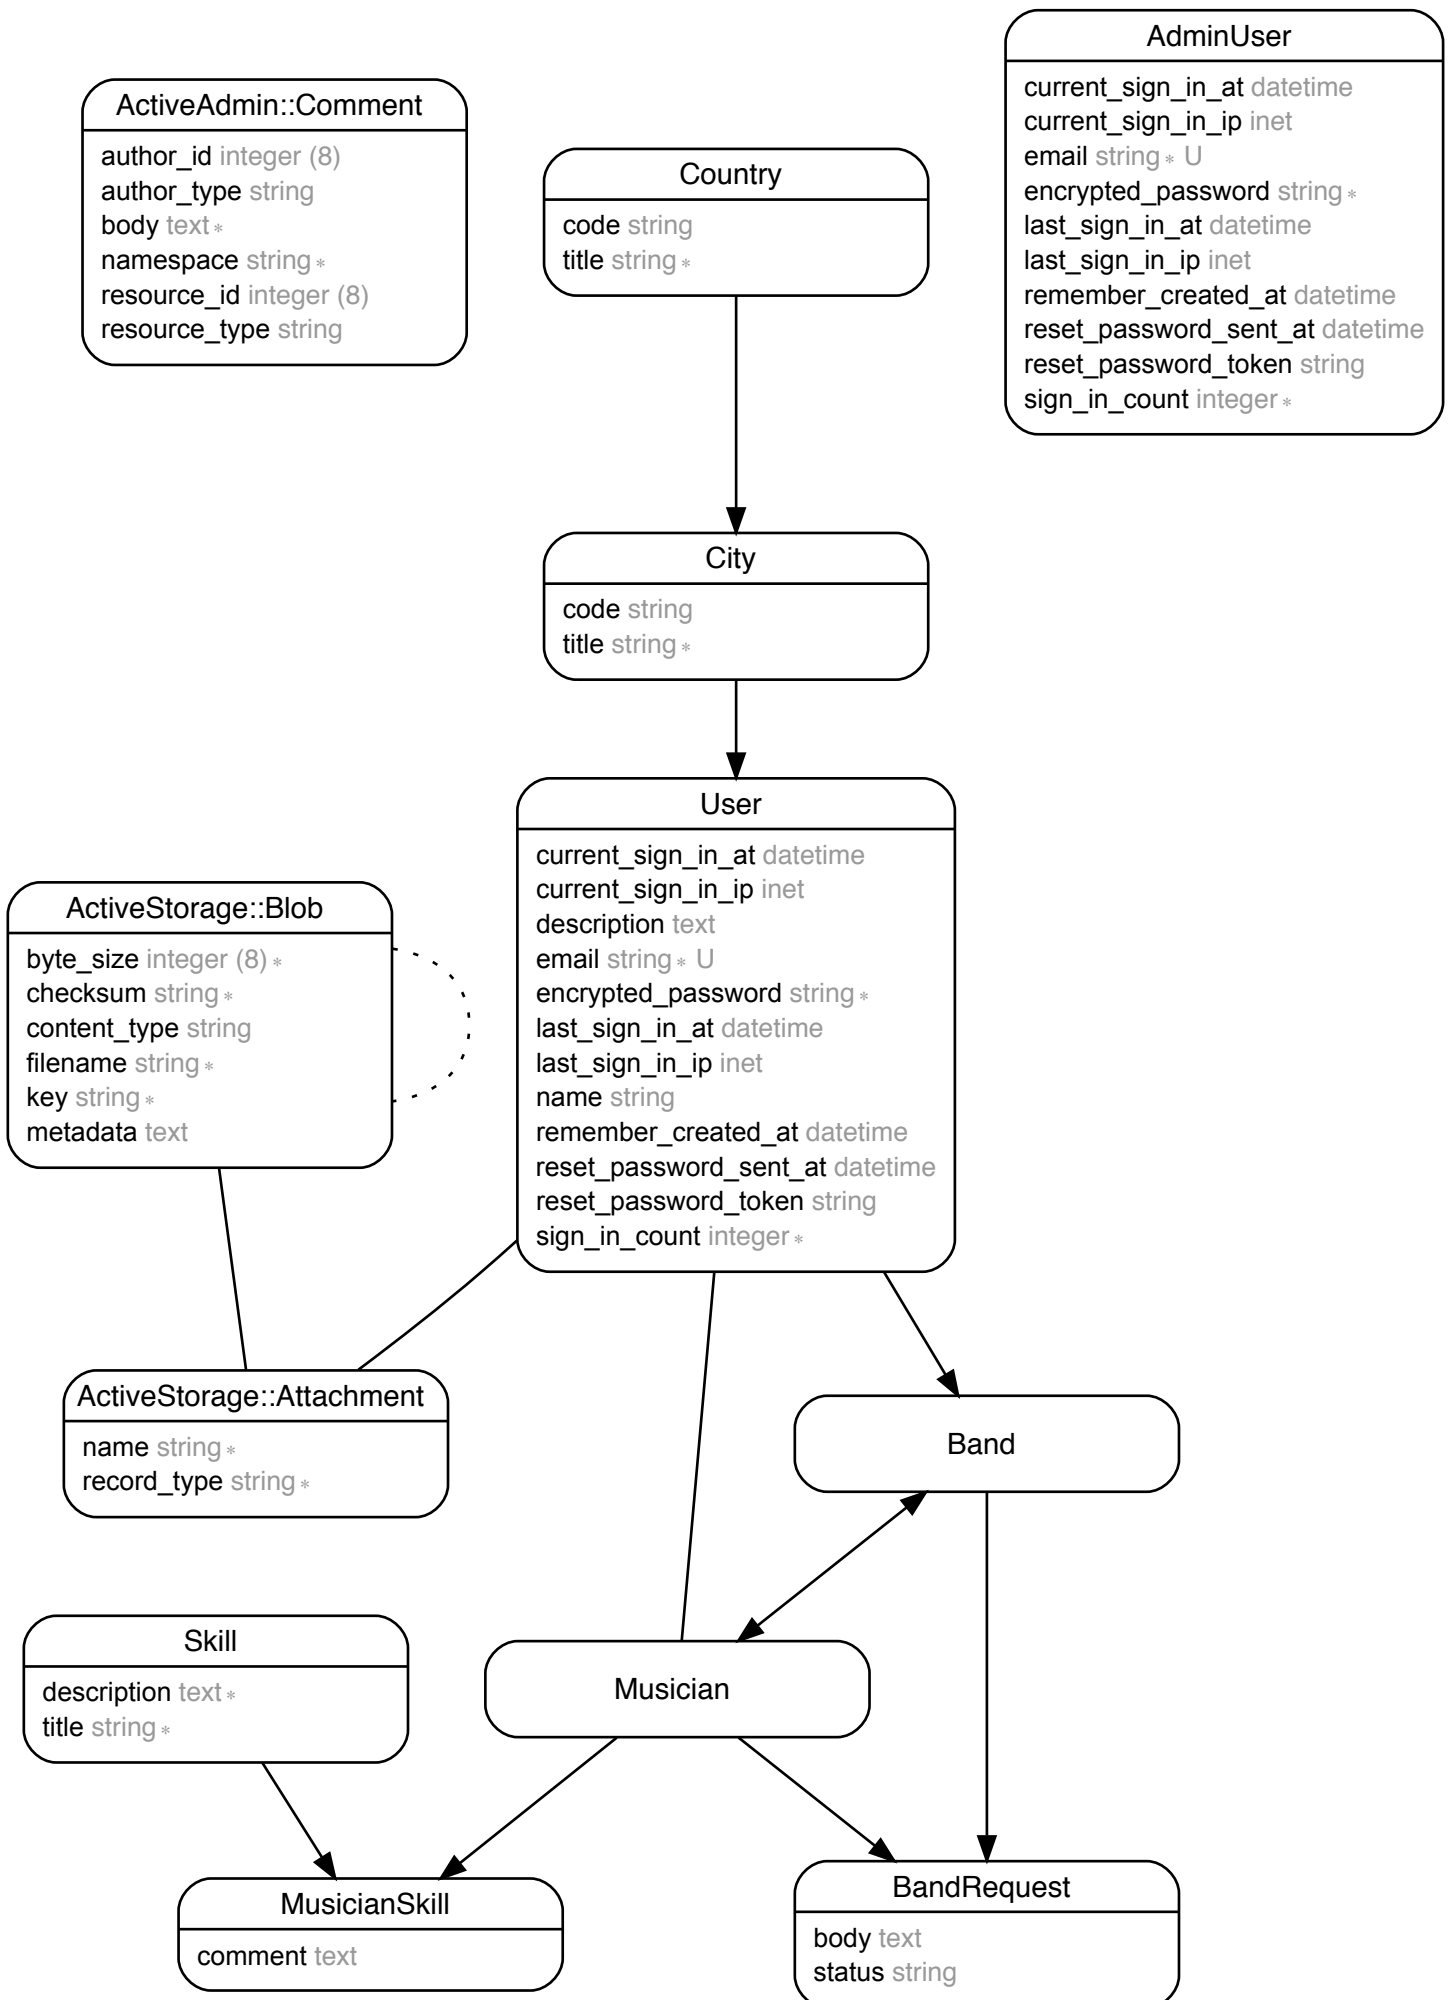 AdminUser
current_sign_in_at datetime
current_sign_in_ip inet
email string* U
encrypted_password string*
last_sign_in_at datetime
last_sign_in_ip inet
remember_created_at datetime
reset_password_sent_at datetime
reset_password_token string
sign_in_count integer*
ActiveAdmin::Comment
author_id integer (8)
author_type string
body text*
namespace string*
resource_id integer (8)
resource_type string
Country
code string
title string*
City
code string
title string*
User
current_sign_in_at datetime
current_sign_in_ip inet
description text
email string* U
encrypted_password string*
last_sign_in_at datetime
last_sign_in_ip inet
name string
remember_created_at datetime
reset_password_sent_at datetime
reset_password_token string
sign_in_count integer*
ActiveStorage::Blob
byte_size integer (8)*
checksum string*
content_type string
filename string*
key string*
metadata text
ActiveStorage::Attachment
name string*
record_type string*
Band
Skill
description text*
title string*
Musician
MusicianSkill
comment text
BandRequest
body text
status string